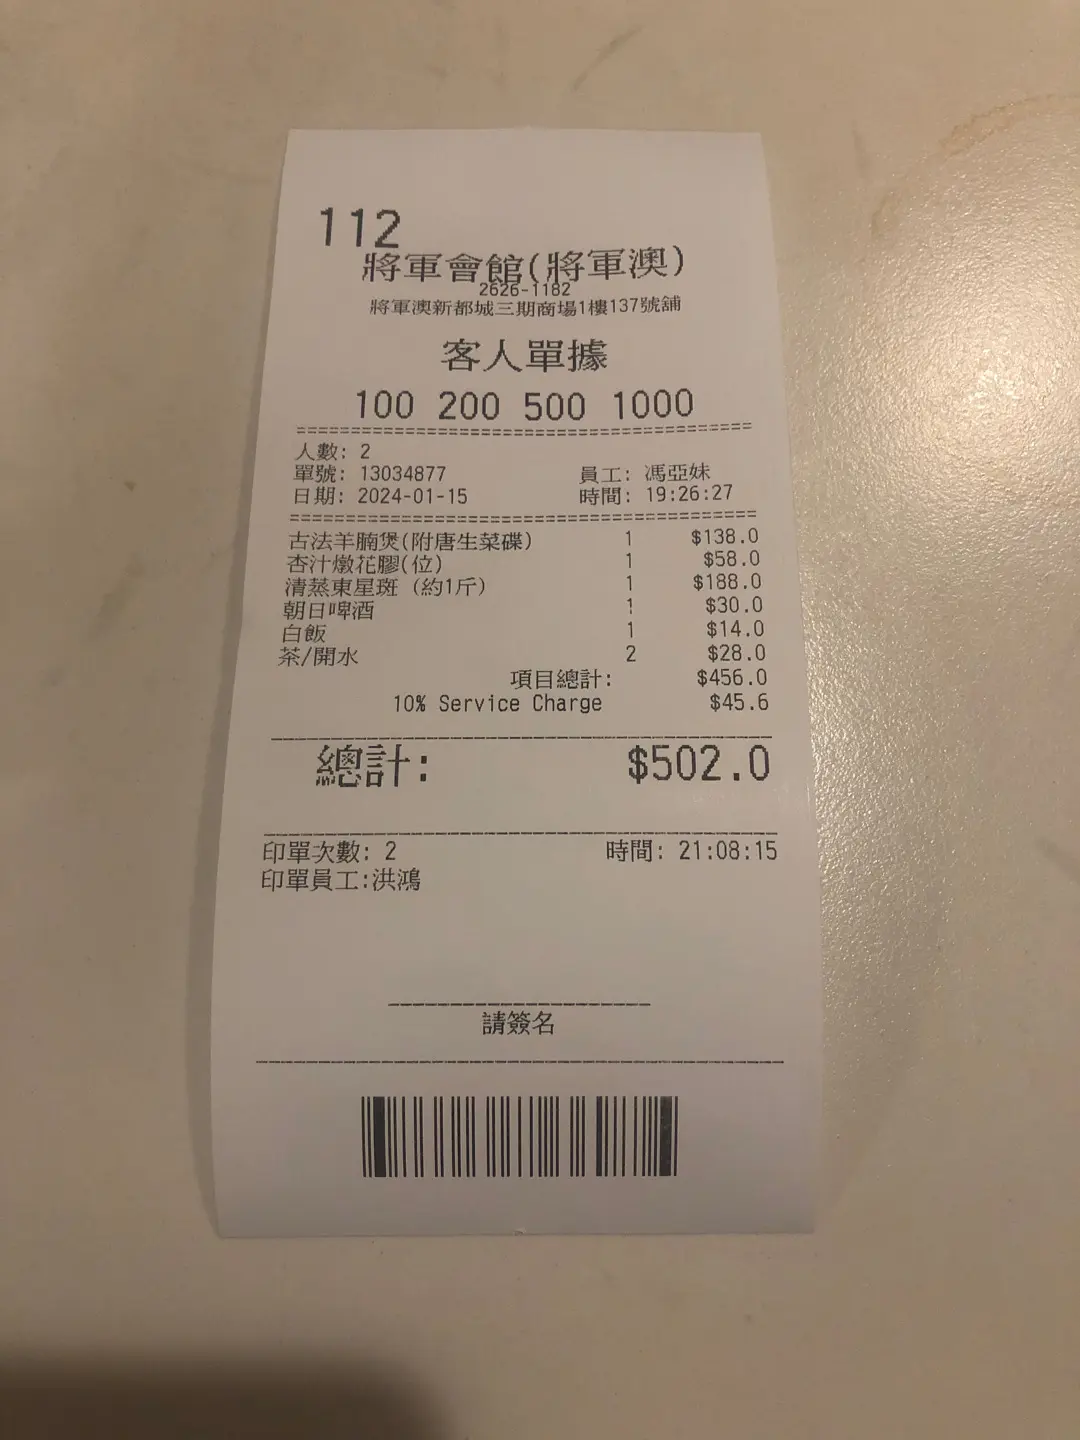 112
將軍會館(將軍澳)
2626-1182
將軍澳新都城三期商場1樓137號舖
客人單據
100 200 500 1000
人數: 2
單號: 13034877 員工: 馮亞妹
日期: 2024-01-15 時間: 19:26:27
古法羊腩煲(附唐生菜碟) 1 $138.0
杏汁燉花膠(位) 1 $58.0
清蒸東星斑 (約1斤) 1 $188.0
朝日啤酒 1 $30.0
白飯 1 $14.0
茶/開水 2 $28.0
項目總計: $456.0
10% Service Charge $45.6
總計: $502.0
印單次數: 2 時間: 21:08:15
印單員工:洪鴻
請簽名